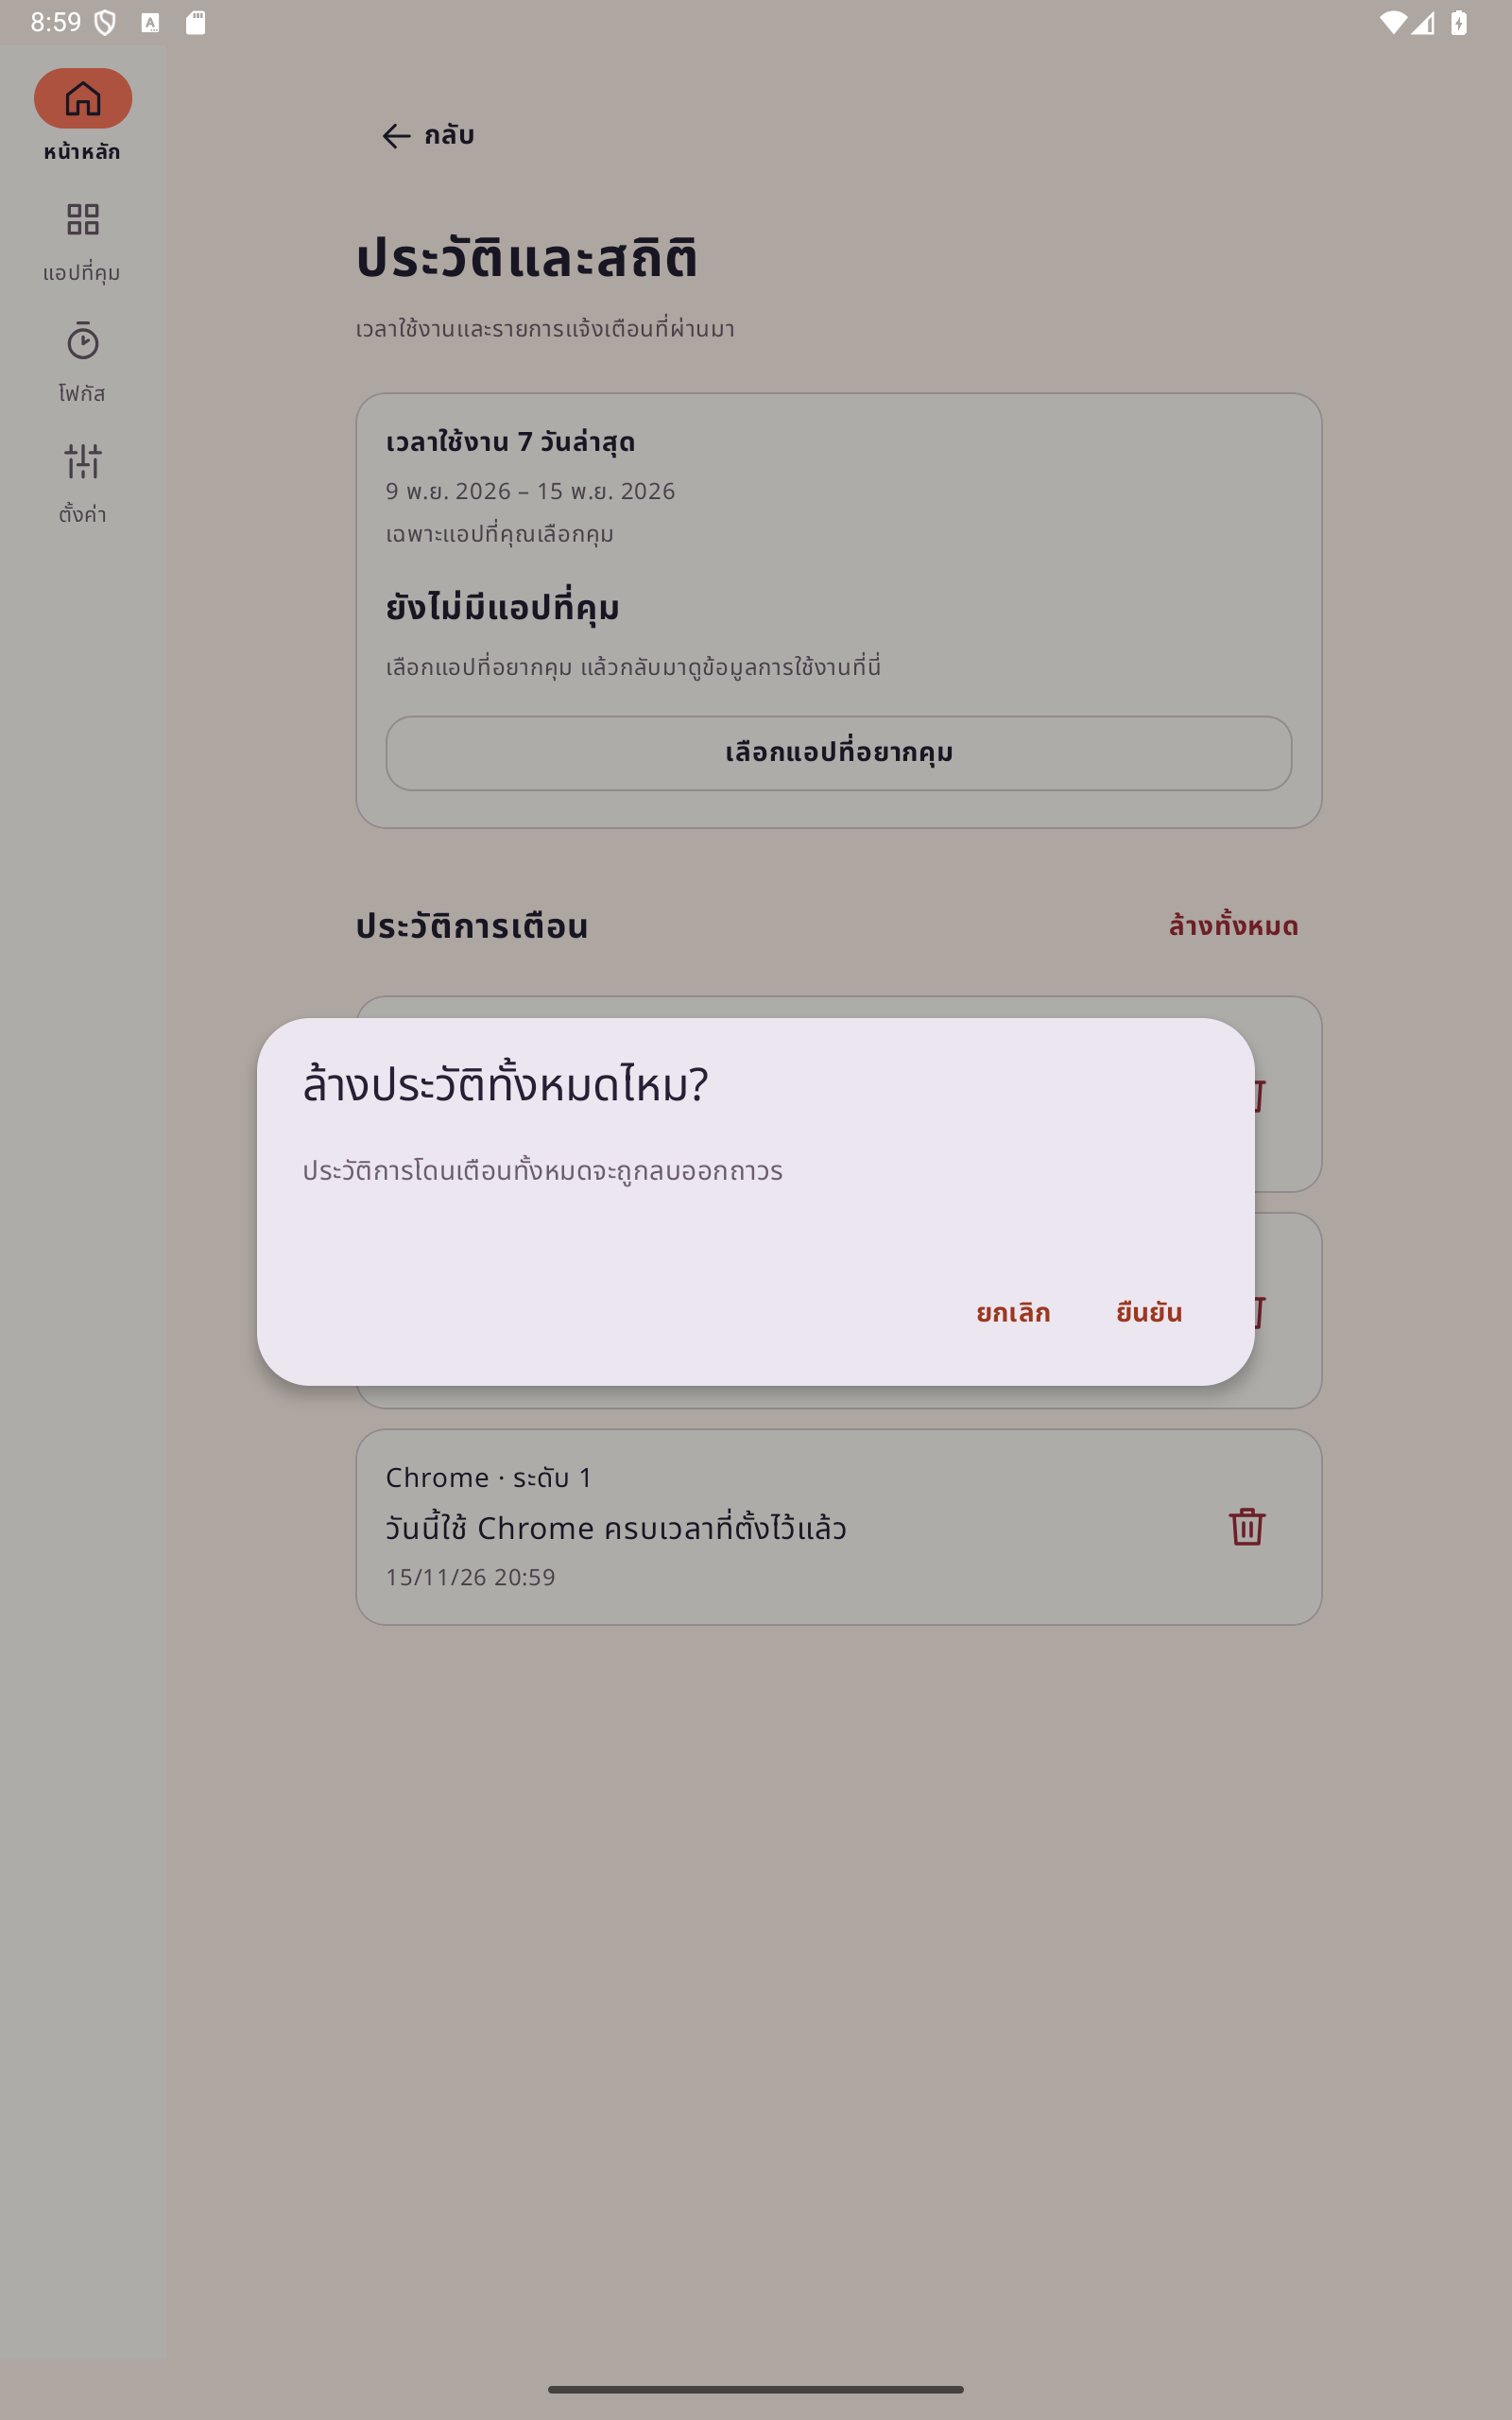 8:59
หน้าหลัก
แอปที่คุม
โฟกัส
ตั้งค่า
กลับ
ประวัติและสถิติ
เวลาใช้งานและรายการแจ้งเตือนที่ผ่านมา
เวลาใช้งาน 7 วันล่าสุด
9 พ.ย. 2026 – 15 พ.ย. 2026
เฉพาะแอปที่คุณเลือกคุม
ยังไม่มีแอปที่คุม
เลือกแอปที่อยากคุม แล้วกลับมาดูข้อมูลการใช้งานที่นี่
เลือกแอปที่อยากคุม
ประวัติการเตือน
ล้างทั้งหมด
ล้างประวัติทั้งหมดไหม?
ประวัติการโดนเตือนทั้งหมดจะถูกลบออกถาวร
ยกเลิก
ยืนยัน
Chrome · ระดับ 1
วันนี้ใช้ Chrome ครบเวลาที่ตั้งไว้แล้ว
15/11/26 20:59